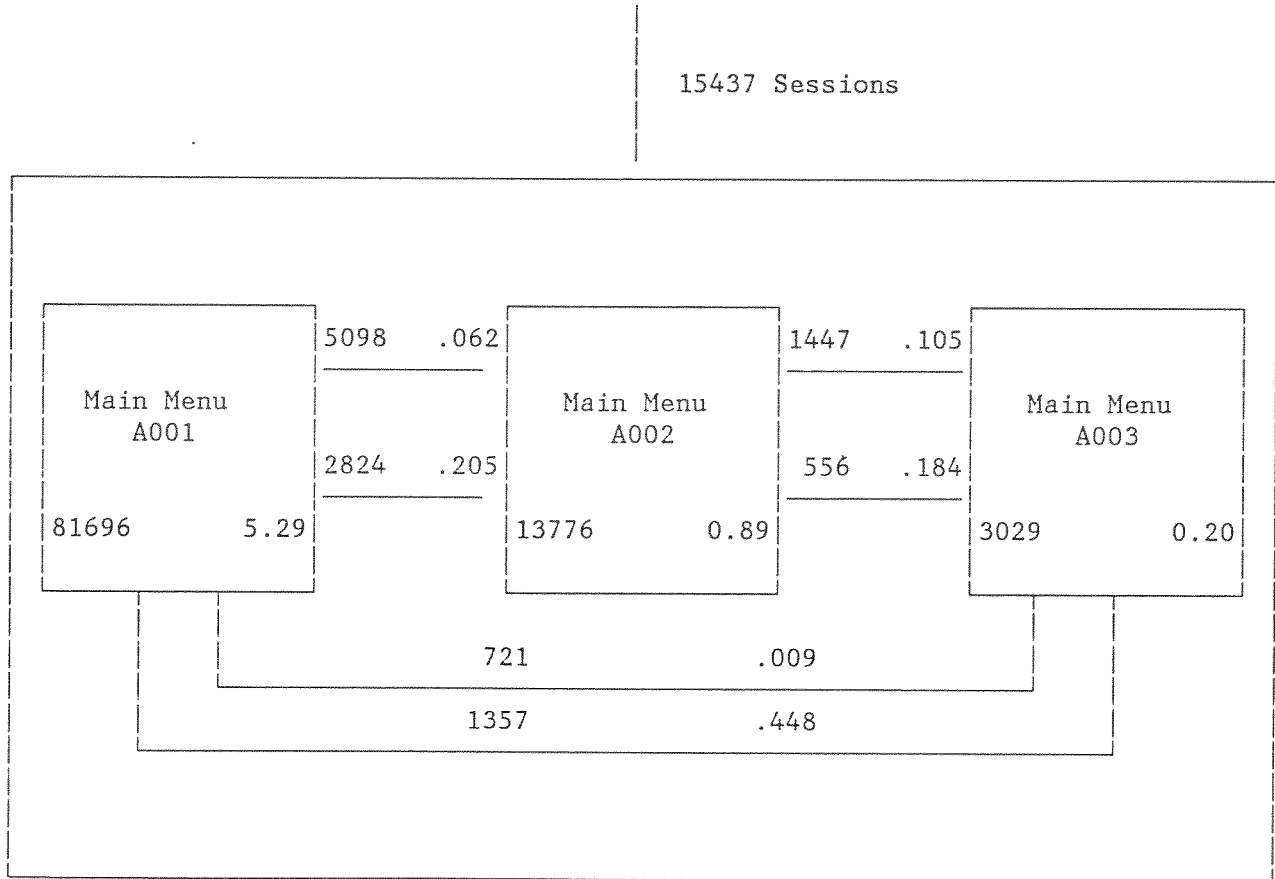 15437 Sessions
5098 .062
1447 .105
Main Menu
A001
Main Menu
A002
Main Menu
A003
2824 .205
556 .184
81696 5.29
13776 0.89
3029 0.20
721 .009
1357 .448